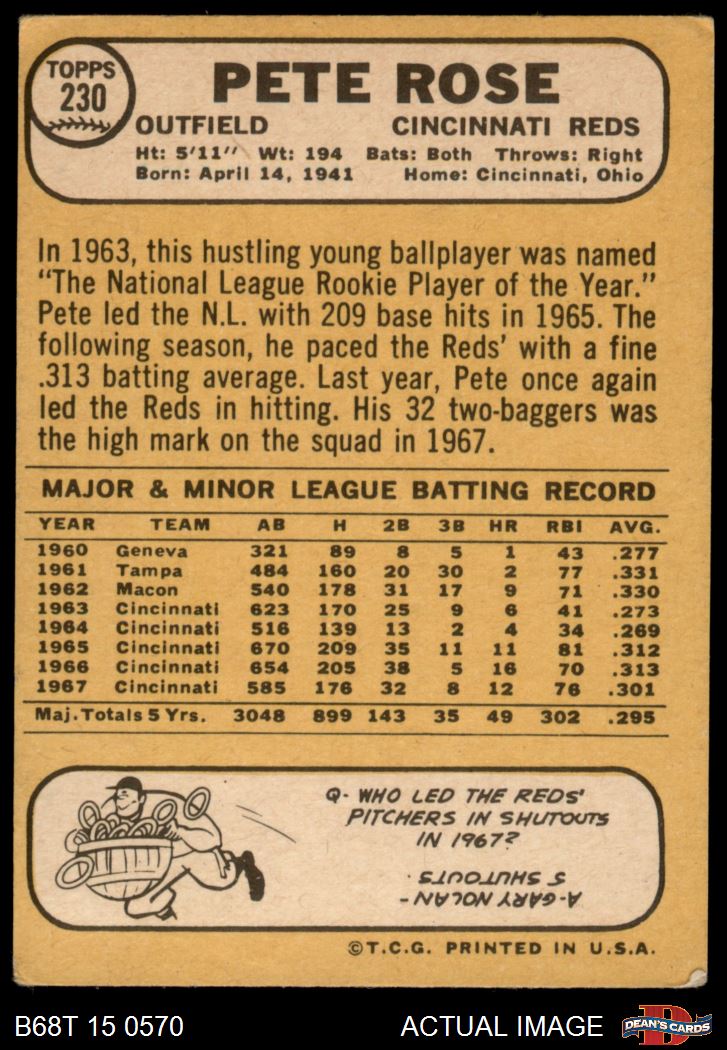 TOPPS
230
PETE ROSE
OUTFIELD CINCINNATI REDS
Ht: 5'11" Wt: 194 Bats: Both Throws: Right
Born: April 14, 1941 Home: Cincinnati, Ohio
In 1963, this hustling young ballplayer was named
"The National League Rookie Player of the Year."
Pete led the N.L. with 209 base hits in 1965. The
following season, he paced the Reds' with a fine
.313 batting average. Last year, Pete once again
led the Reds in hitting. His 32 two-baggers was
the high mark on the squad in 1967.
MAJOR & MINOR LEAGUE BATTING RECORD
YEAR TEAM AB H 2B 3B HR RBI AVG.
1960 Geneva 321 89 8 5 1 43 .277
1961 Tampa 484 160 20 30 2 77 .331
1962 Macon 540 178 31 17 9 71 .330
1963 Cincinnati 623 170 25 9 6 41 .273
1964 Cincinnati 516 139 13 2 4 34 .269
1965 Cincinnati 670 209 35 11 11 81 .312
1966 Cincinnati 654 205 38 5 16 70 .313
1967 Cincinnati 585 176 32 8 12 76 .301
Maj. Totals 5 Yrs. 3048 899 143 35 49 302 .295
Q- WHO LED THE REDS'
PITCHERS IN SHUTOUTS
IN 1967?
A- GARY NOLAN -
5 SHUTOUTS.
©T.C.G. PRINTED IN U.S.A.
B68T 15 0570 ACTUAL IMAGE
D
DEAN'S CARDS